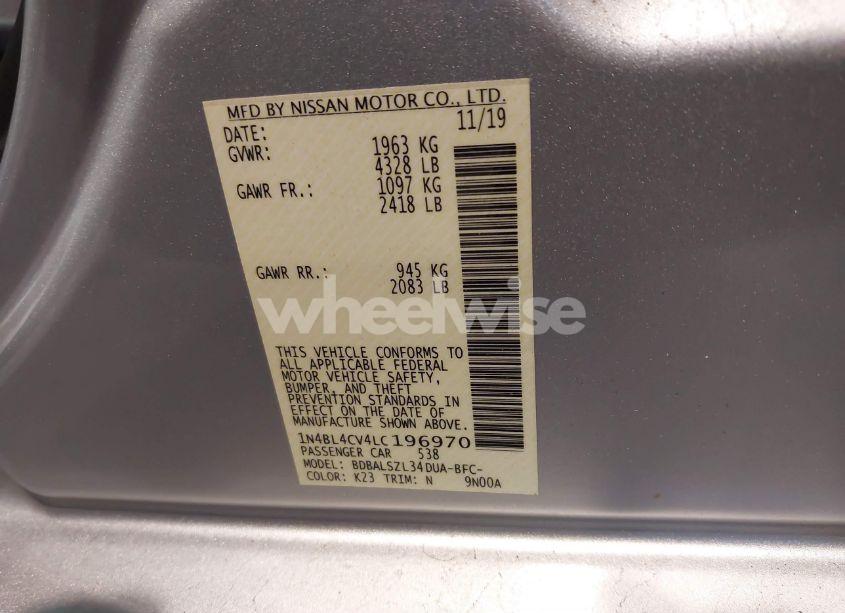 MFD BY NISSAN MOTOR CO., LTD.
DATE: 11/19
GVWR: 1963 KG
4328 LB
GAWR FR.: 1097 KG
2418 LB
GAWR RR.: 945 KG
2083 LB
wheelwise
THIS VEHICLE CONFORMS TO
ALL APPLICABLE FEDERAL
MOTOR VEHICLE SAFETY,
BUMPER, AND THEFT
PREVENTION STANDARDS IN
EFFECT ON THE DATE OF
MANUFACTURE SHOWN ABOVE.
1N4BL4CV4LC196970
PASSENGER CAR 538
MODEL: BDBALSZL34DUA-BFC-
COLOR: K23 TRIM: N 9N00A